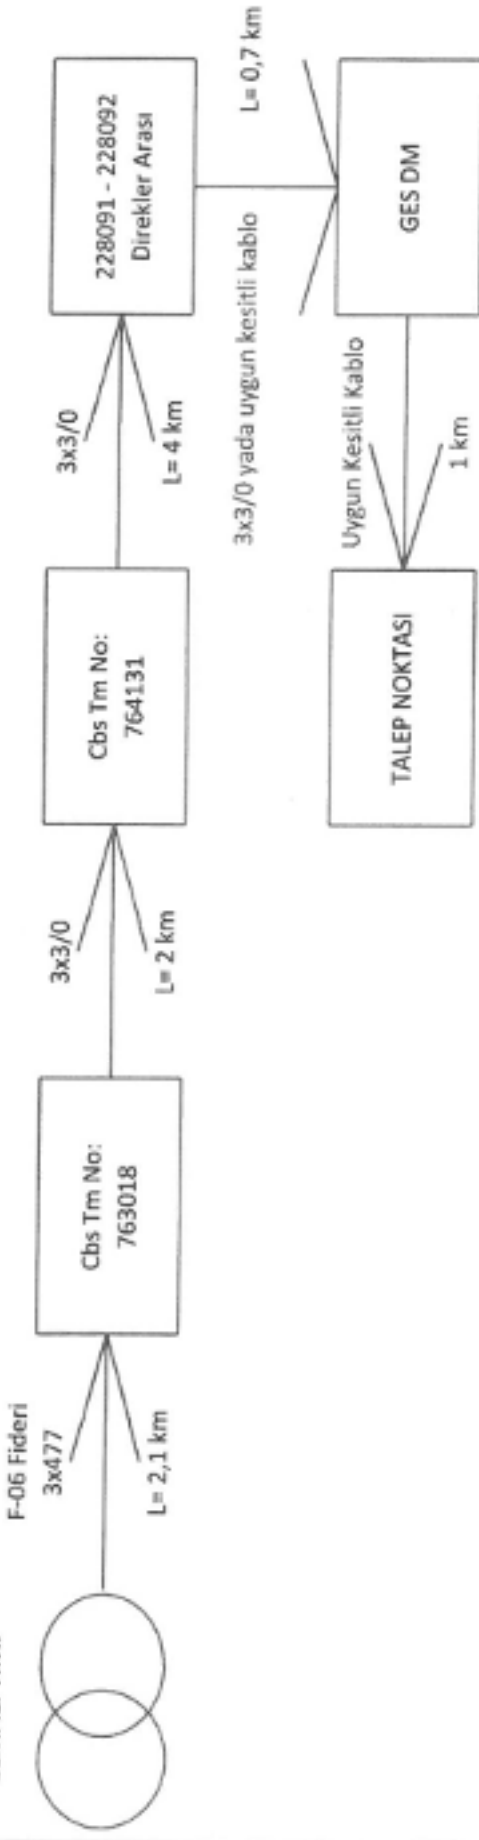 F-06 Fideri
3x477
L= 2,1 km
Cbs Tm No:
763018
3x3/0
L= 2 km
Cbs Tm No:
764131
3x3/0
L= 4 km
228091 - 228092
Direkler Arası
3x3/0 yada uygun kesitli kablo
L= 0,7 km
GES DM
Uygun Kesitli Kablo
1 km
TALEP NOKTASI